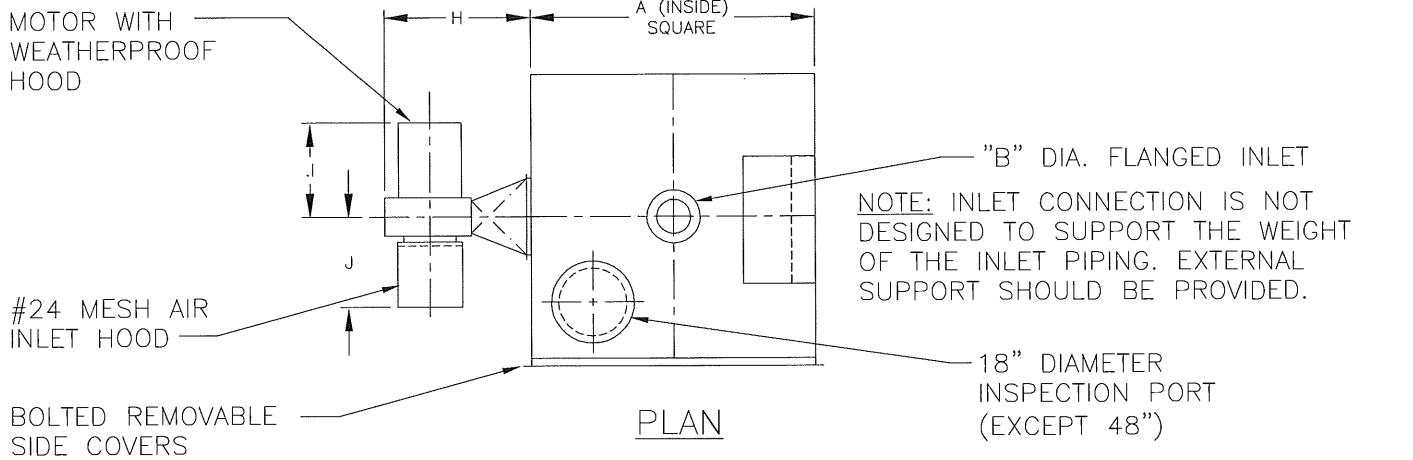 MOTOR WITH
WEATHERPROOF
HOOD
H
A (INSIDE)
SQUARE
J
"B" DIA. FLANGED INLET
NOTE: INLET CONNECTION IS NOT
DESIGNED TO SUPPORT THE WEIGHT
OF THE INLET PIPING. EXTERNAL
SUPPORT SHOULD BE PROVIDED.
#24 MESH AIR
INLET HOOD
18" DIAMETER
INSPECTION PORT
(EXCEPT 48")
BOLTED REMOVABLE
SIDE COVERS
PLAN